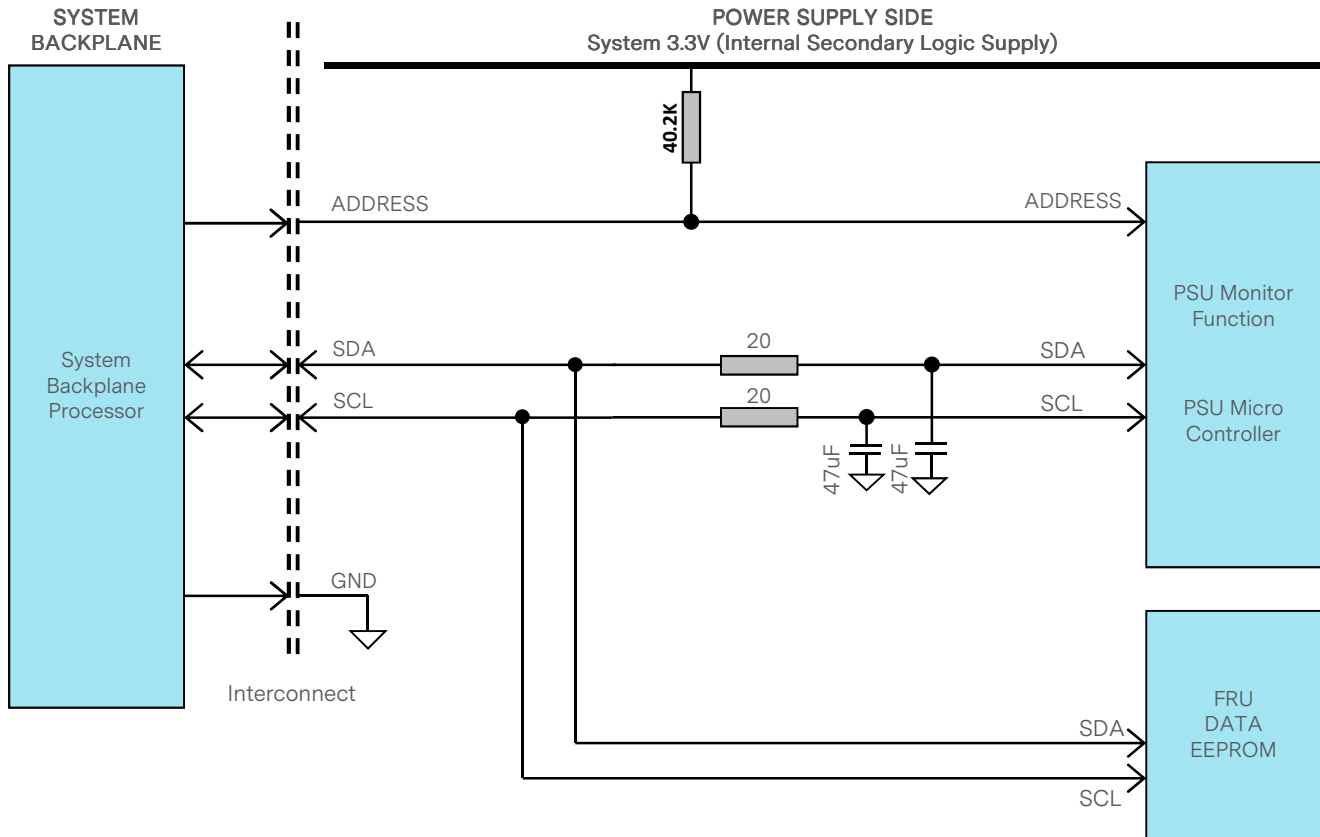 SYSTEM
BACKPLANE
POWER SUPPLY SIDE
System 3.3V (Internal Secondary Logic Supply)
40.2K
ADDRESS
ADDRESS
System
Backplane
Processor
SDA
20
SDA
SCL
20
SCL
PSU Monitor
Function
PSU Micro
Controller
47uF
47uF
GND
Interconnect
SDA
SCL
FRU
DATA
EEPROM